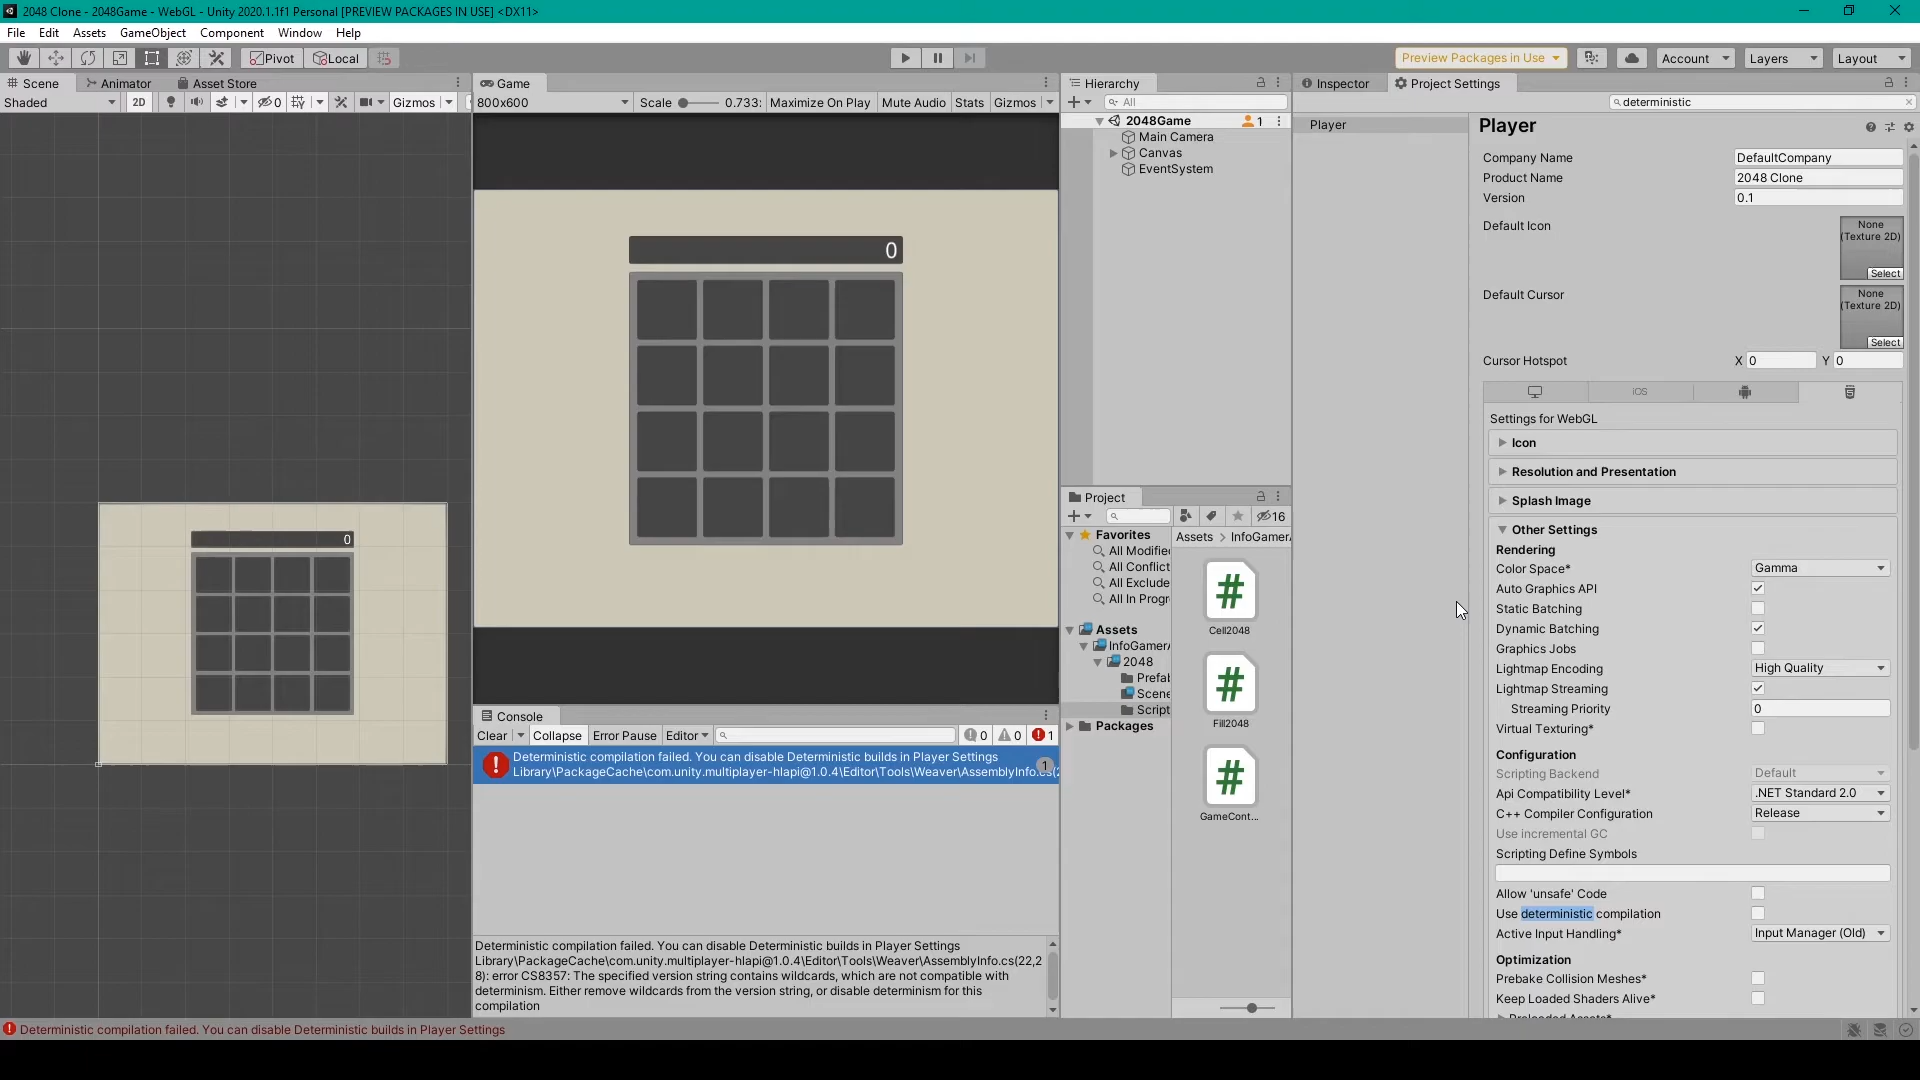 2048 Clone - 2048Game - WebGL - Unity 2020.1.1f1 Personal [PREVIEW PACKAGES IN USE] <DX11>
File Edit Assets GameObject Component Window Help
Pivot Local Preview Packages in Use Account Layers Layout
Scene Animator Asset Store
Shaded 2D 0 Gizmos
0
Game
800x600 Scale 0.733: Maximize On Play Mute Audio Stats Gizmos
0
Console
Clear Collapse Error Pause Editor 0 0 1
Deterministic compilation failed. You can disable Deterministic builds in Player Settings
Library\PackageCache\com.unity.multiplayer-hlapi@1.0.4\Editor\Tools\Weaver\AssemblyInfo.cs(2
1
Deterministic compilation failed. You can disable Deterministic builds in Player Settings
Library\PackageCache\com.unity.multiplayer-hlapi@1.0.4\Editor\Tools\Weaver\AssemblyInfo.cs(22,2
8): error CS8357: The specified version string contains wildcards, which are not compatible with
determinism. Either remove wildcards from the version string, or disable determinism for this
compilation
Hierarchy
All
2048Game 1
Main Camera
Canvas
EventSystem
Project
16
Favorites
All Modifie
All Conflict
All Exclude
All In Progr
Assets
InfoGamer
2048
Prefab
Scene
Script
Packages
Assets InfoGamer
Cell2048
Fill2048
GameCont...
Inspector Project Settings
deterministic
Player
Player
Company Name DefaultCompany
Product Name 2048 Clone
Version 0.1
Default Icon
None
(Texture 2D)
Select
Default Cursor
None
(Texture 2D)
Select
Cursor Hotspot X 0 Y 0
iOS
Settings for WebGL
Icon
Resolution and Presentation
Splash Image
Other Settings
Rendering
Color Space* Gamma
Auto Graphics API
Static Batching
Dynamic Batching
Graphics Jobs
Lightmap Encoding High Quality
Lightmap Streaming
Streaming Priority 0
Virtual Texturing*
Configuration
Scripting Backend Default
Api Compatibility Level* .NET Standard 2.0
C++ Compiler Configuration Release
Use incremental GC
Scripting Define Symbols
Allow 'unsafe' Code
Use deterministic compilation
Active Input Handling* Input Manager (Old)
Optimization
Prebake Collision Meshes*
Keep Loaded Shaders Alive*
Preloaded Assets*
Deterministic compilation failed. You can disable Deterministic builds in Player Settings